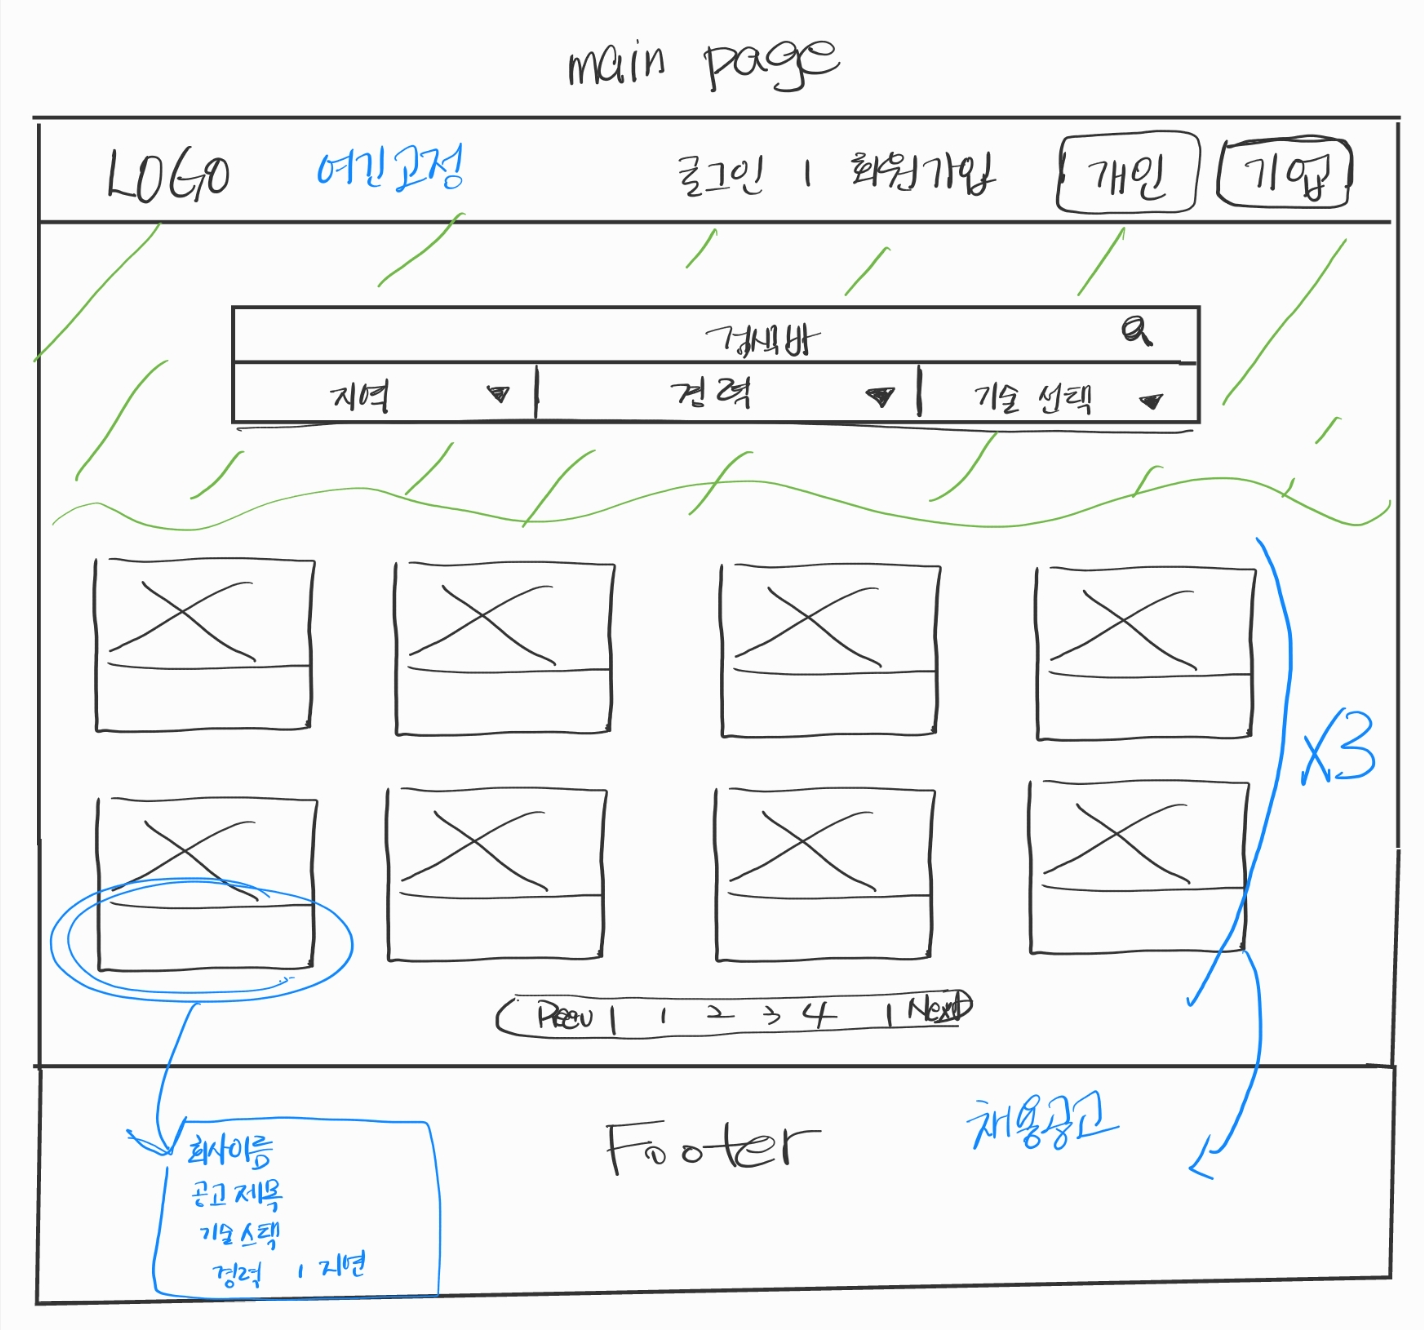 main page
LOGO 여긴고정 로그인 | 회원가입 개인 기업
검색바
지역 경력 기술 선택
X3
Prev | 1 2 3 4 | Next
Footer 채용공고
회사이름
공고 제목
기술스택
경력 | 지연